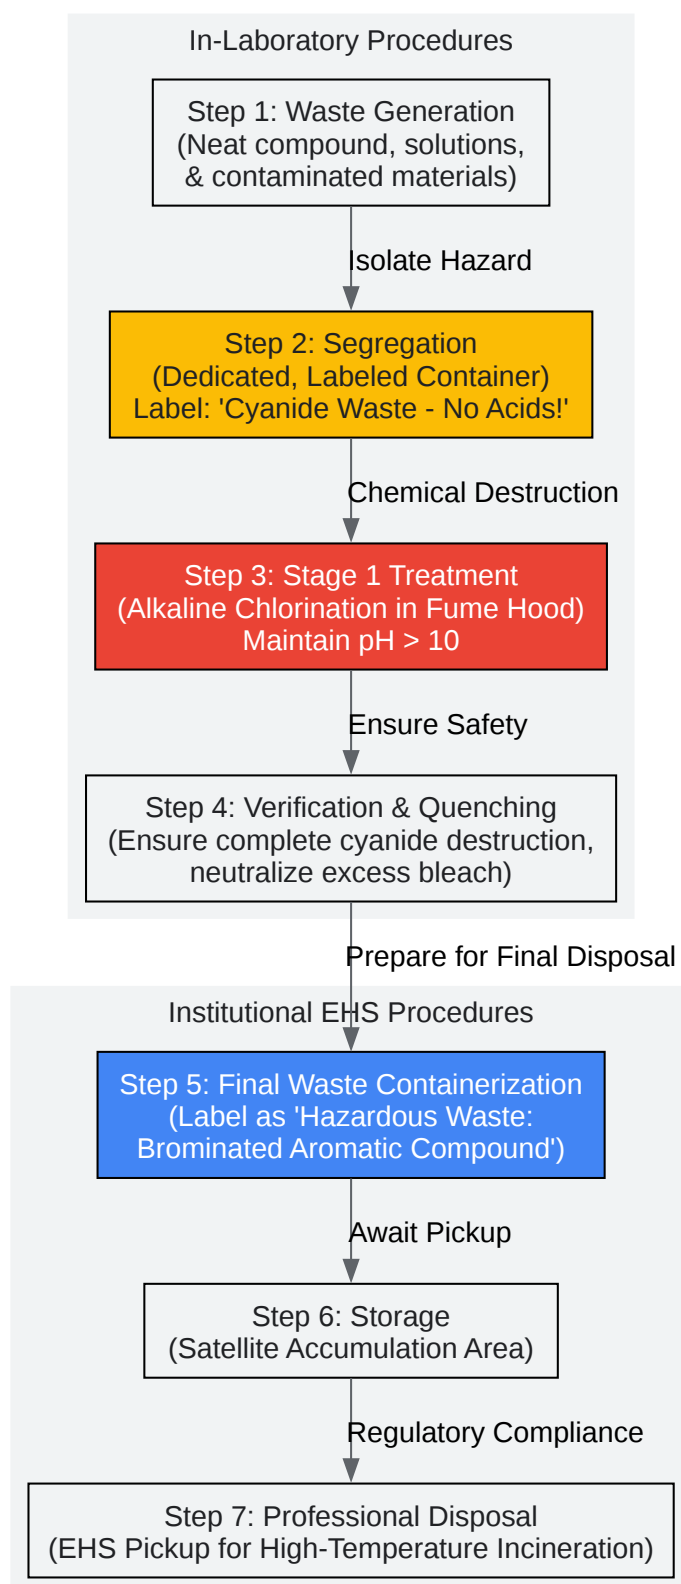 In-Laboratory Procedures
Step 1: Waste Generation
(Neat compound, solutions,
& contaminated materials)
Isolate Hazard
Step 2: Segregation
(Dedicated, Labeled Container)
Label: 'Cyanide Waste - No Acids!'
Chemical Destruction
Step 3: Stage 1 Treatment
(Alkaline Chlorination in Fume Hood)
Maintain pH > 10
Ensure Safety
Step 4: Verification & Quenching
(Ensure complete cyanide destruction,
neutralize excess bleach)
Prepare for Final Disposal
Institutional EHS Procedures
Step 5: Final Waste Containerization
(Label as 'Hazardous Waste:
Brominated Aromatic Compound')
Await Pickup
Step 6: Storage
(Satellite Accumulation Area)
Regulatory Compliance
Step 7: Professional Disposal
(EHS Pickup for High-Temperature Incineration)